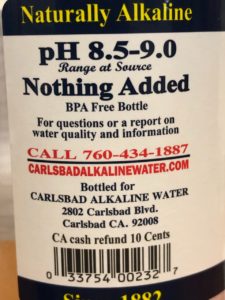 Naturally Alkaline
pH 8.5-9.0
Range at Source
Nothing Added
BPA Free Bottle
For questions or a report on
water quality and information
CALL 760-434-1887
CARLSBADALKALINEWATER.COM
Bottled for
CARLSBAD ALKALINE WATER
2802 Carlsbad Blvd.
Carlsbad CA. 92008
CA cash refund 10 Cents
0 33754 00232 7
Since 1882